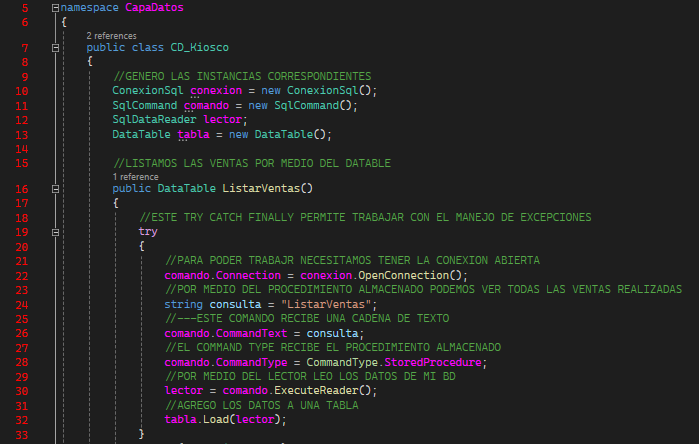 5 namespace CapaDatos
6 {
2 references
7 public class CD_Kiosco
8 {
9 //GENERO LAS INSTANCIAS CORRESPONDIENTES
10 ConexionSql conexion = new ConexionSql();
11 SqlCommand comando = new SqlCommand();
12 SqlDataReader lector;
13 DataTable tabla = new DataTable();
14
15 //LISTAMOS LAS VENTAS POR MEDIO DEL DATABLE
1 reference
16 public DataTable ListarVentas()
17 {
18 //ESTE TRY CATCH FINALLY PERMITE TRABAJAR CON EL MANEJO DE EXCEPCIONES
19 try
20 {
21 //PARA PODER TRABAJR NECESITAMOS TENER LA CONEXION ABIERTA
22 comando.Connection = conexion.OpenConnection();
23 //POR MEDIO DEL PROCEDIMIENTO ALMACENADO PODEMOS VER TODAS LAS VENTAS REALIZADAS
24 string consulta = "ListarVentas";
25 //---ESTE COMANDO RECIBE UNA CADENA DE TEXTO
26 comando.CommandText = consulta;
27 //EL COMMAND TYPE RECIBE EL PROCEDIMIENTO ALMACENADO
28 comando.CommandType = CommandType.StoredProcedure;
29 //POR MEDIO DEL LECTOR LEO LOS DATOS DE MI BD
30 lector = comando.ExecuteReader();
31 //AGREGO LOS DATOS A UNA TABLA
32 tabla.Load(lector);
33 }